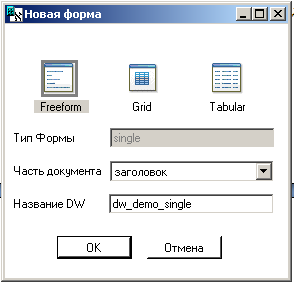 Новая форма
Freeform Grid Tabular
Тип Формы single
Часть документа заголовок
Название DW dw_demo_single
OK Отмена